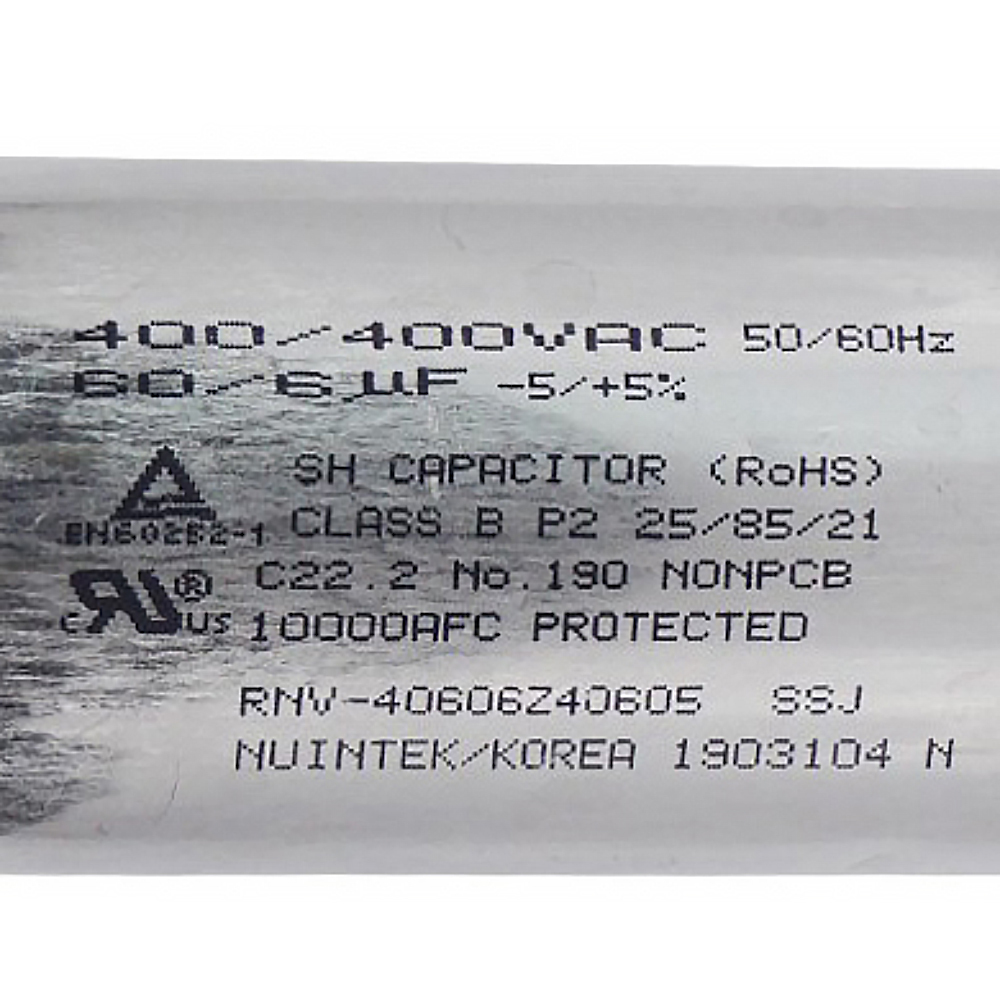 400/400VAC 50/60Hz
60/6µF -5/+5%
SH CAPACITOR (RoHS)
EN60252-1 CLASS B P2 25/85/21
C22.2 No.190 NONPCB
c RU ® US 10000AFC PROTECTED
RNV-40606Z40605 SSJ
NUINTEK/KOREA 1903104 N